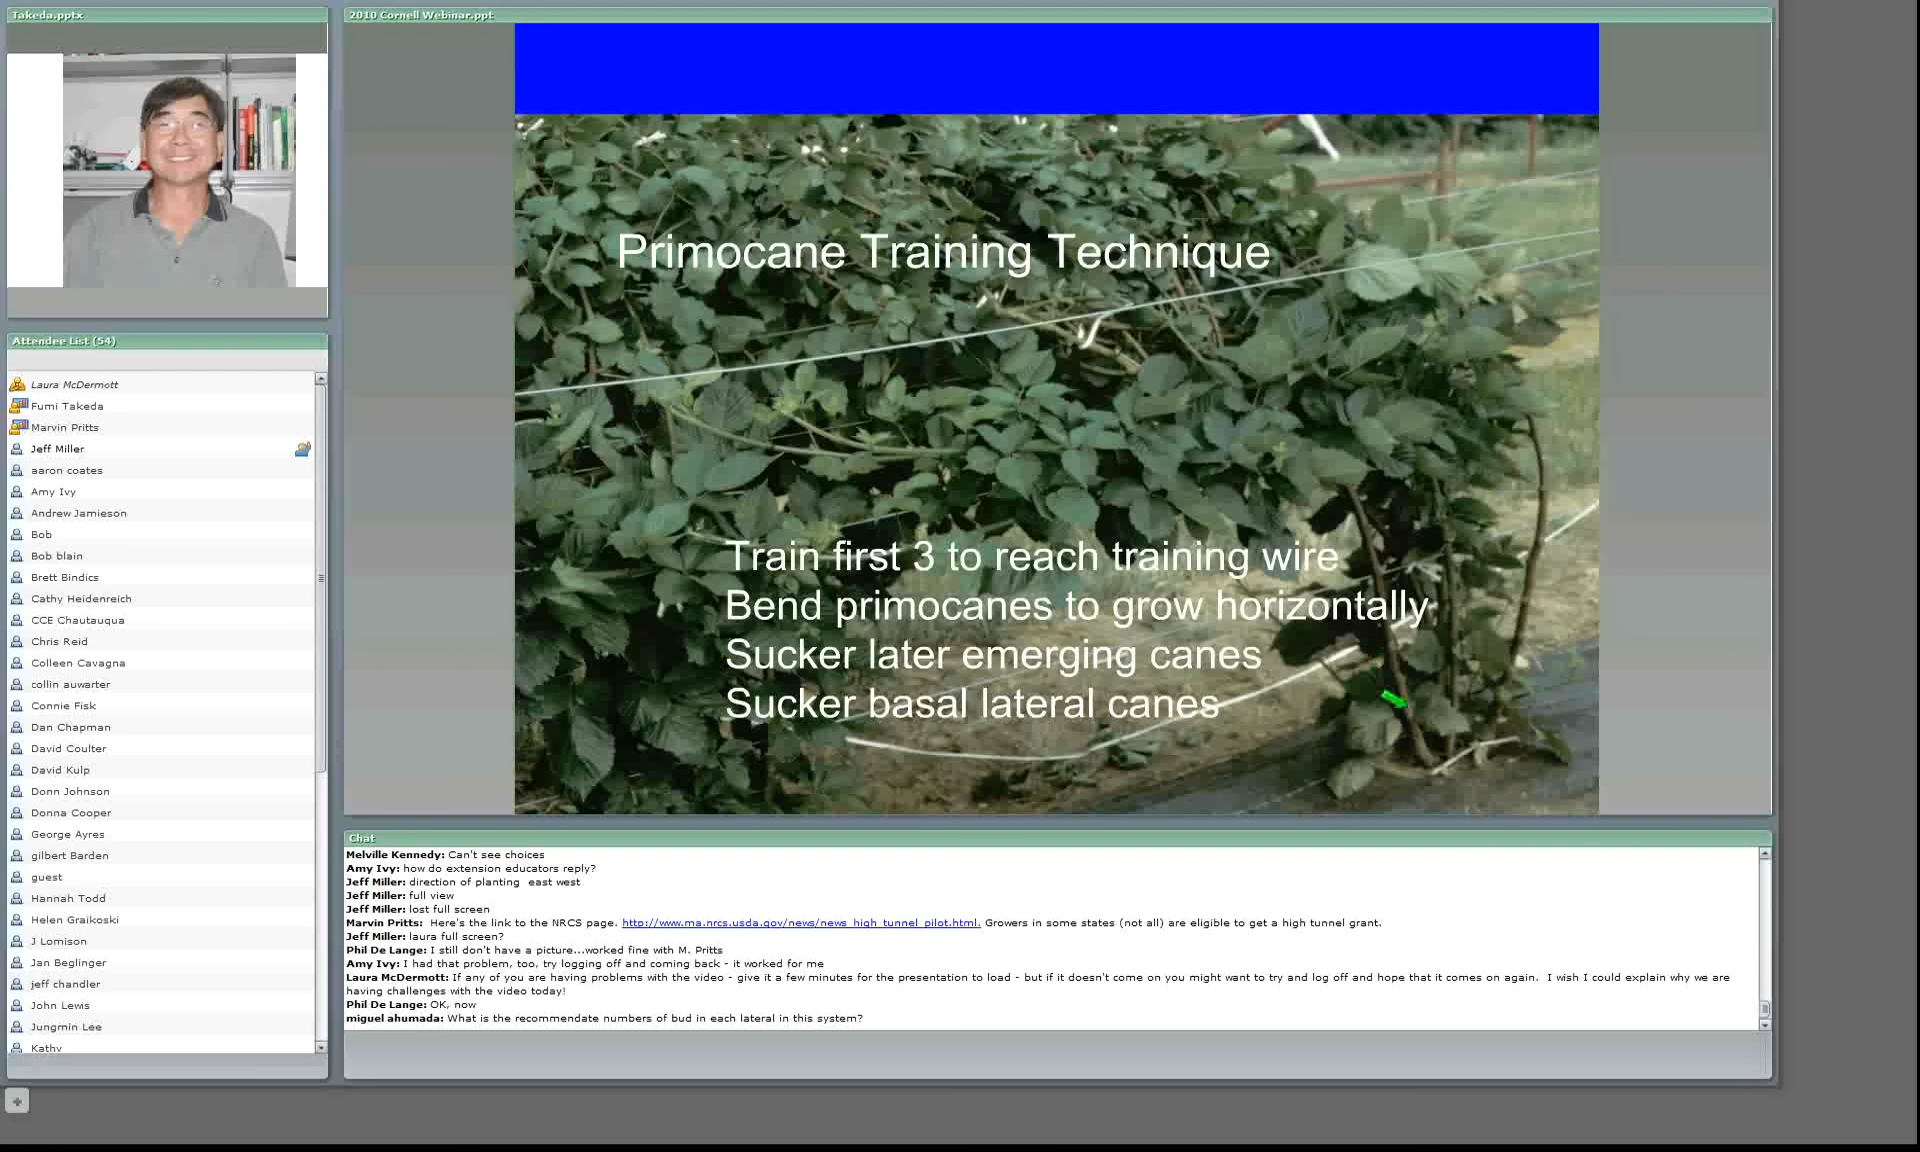 Takeda.pptx
2010 Cornell Webinar.ppt
Primocane Training Technique
Train first 3 to reach training wire
Bend primocanes to grow horizontally
Sucker later emerging canes
Sucker basal lateral canes
Attendee List (54)
Laura McDermott
Fumi Takeda
Marvin Pritts
Jeff Miller
aaron coates
Amy Ivy
Andrew Jamieson
Bob
Bob blain
Brett Bindics
Cathy Heidenreich
CCE Chautauqua
Chris Reid
Colleen Cavagna
collin auwarter
Connie Fisk
Dan Chapman
David Coulter
David Kulp
Donn Johnson
Donna Cooper
George Ayres
gilbert Barden
guest
Hannah Todd
Helen Graikoski
J Lomison
Jan Beglinger
jeff chandler
John Lewis
Jungmin Lee
Kathy
Chat
Melville Kennedy: Can't see choices
Amy Ivy: how do extension educators reply?
Jeff Miller: direction of planting east west
Jeff Miller: full view
Jeff Miller: lost full screen
Marvin Pritts: Here's the link to the NRCS page. http://www.ma.nrcs.usda.gov/news/news_high_tunnel_pilot.html. Growers in some states (not all) are eligible to get a high tunnel grant.
Jeff Miller: laura full screen?
Phil De Lange: I still don't have a picture...worked fine with M. Pritts
Amy Ivy: I had that problem, too, try logging off and coming back - it worked for me
Laura McDermott: If any of you are having problems with the video - give it a few minutes for the presentation to load - but if it doesn't come on you might want to try and log off and hope that it comes on again. I wish I could explain why we are
having challenges with the video today!
Phil De Lange: OK, now
miguel ahumada: What is the recommendate numbers of bud in each lateral in this system?